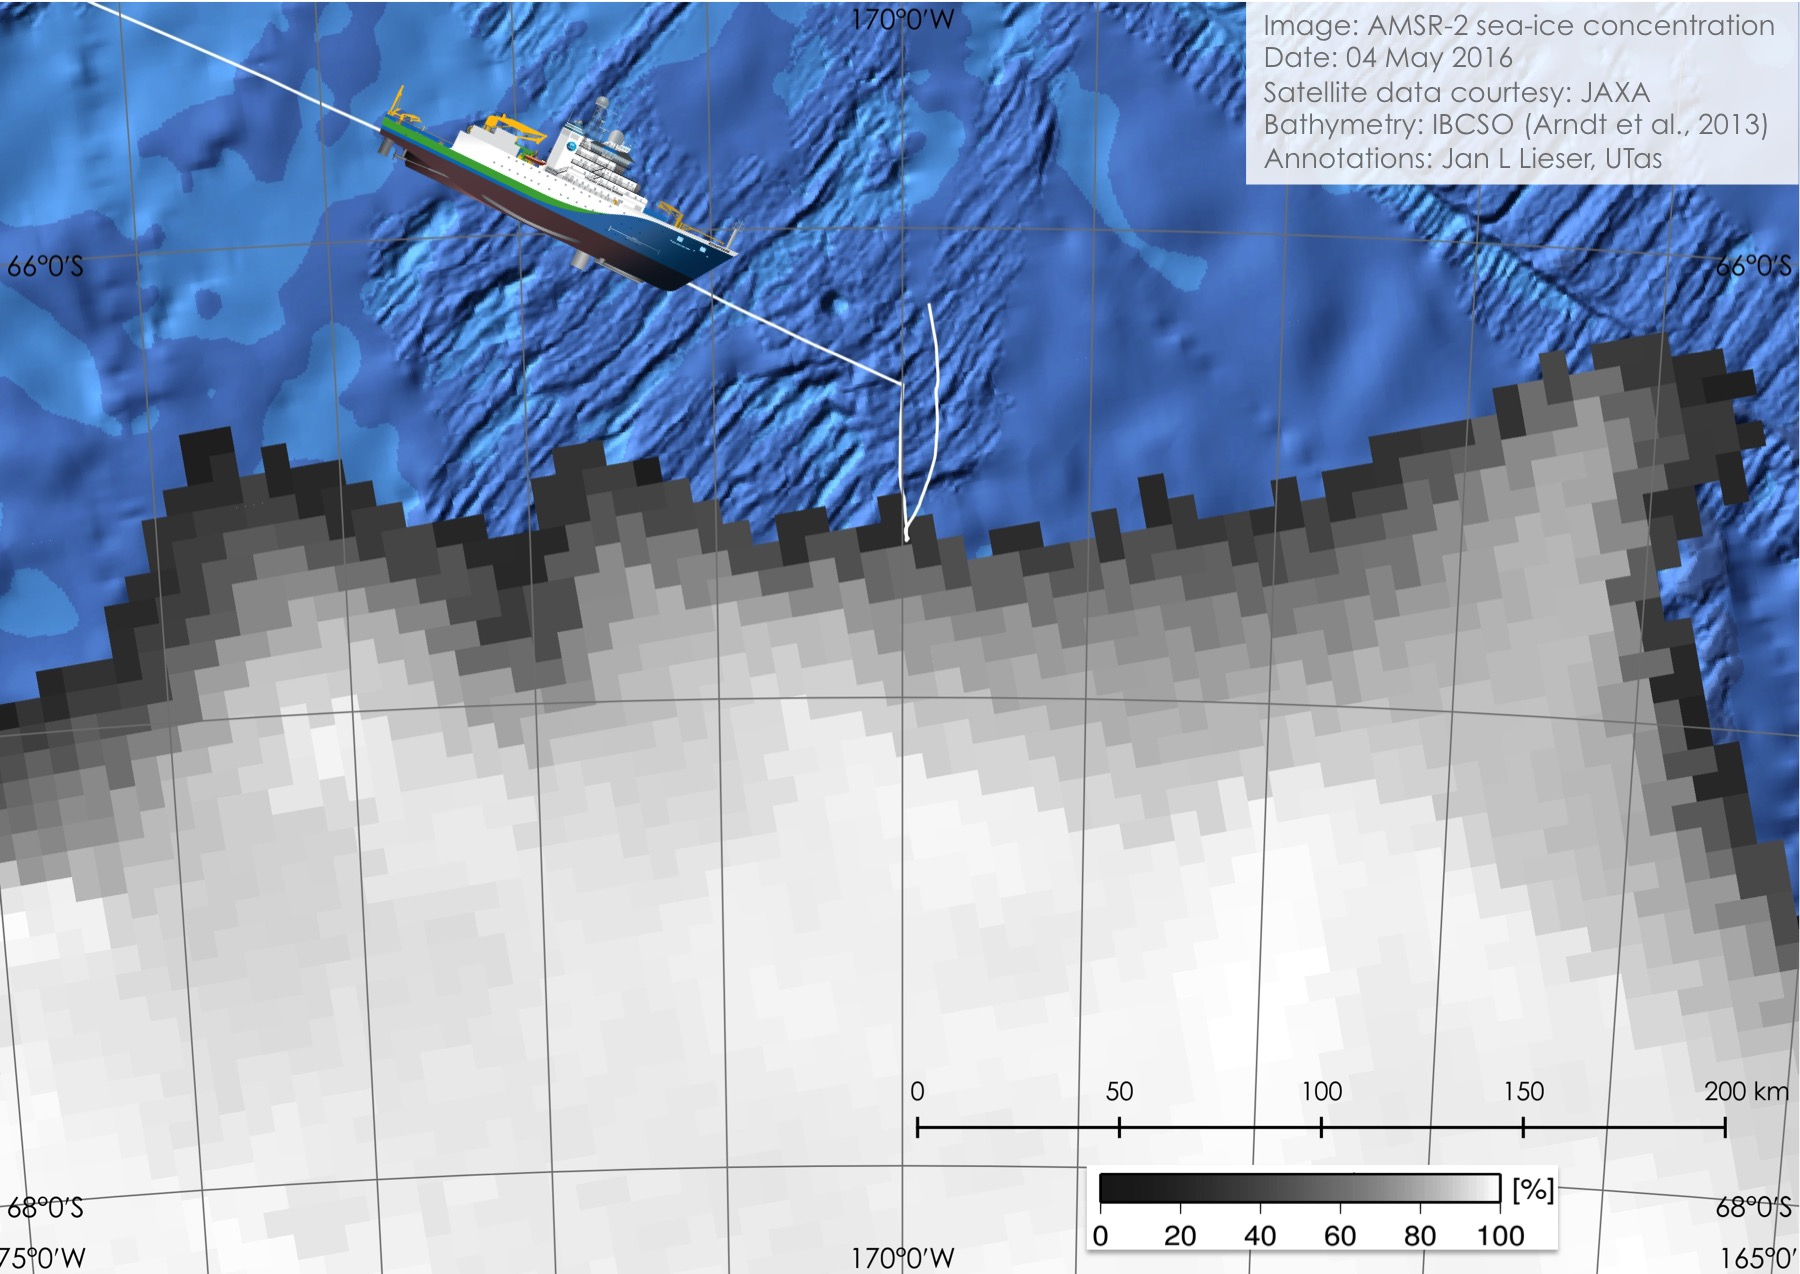 170°0'W
Image: AMSR-2 sea-ice concentration
Date: 04 May 2016
Satellite data courtesy: JAXA
Bathymetry: IBCSO (Arndt et al., 2013)
Annotations: Jan L Lieser, UTas
66°0'S
66°0'S
0 50 100 150 200 km
[%]
0 20 40 60 80 100
68°0'S
68°0'S
75°0'W
170°0'W
165°0'